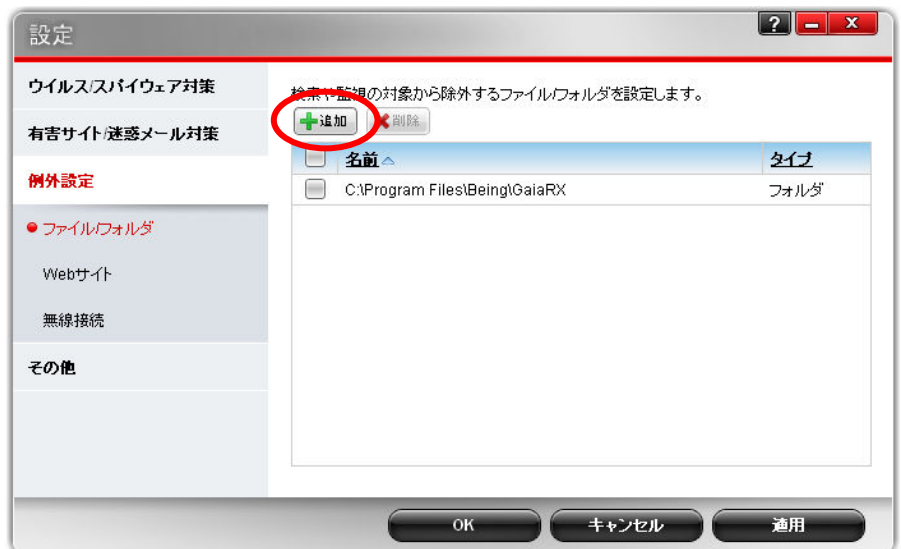 設定
?
X
ウイルス/スパイウェア対策
有害サイト/迷惑メール対策
例外設定
ファイル/フォルダ
Webサイト
無線接続
その他
検索や監視の対象から除外するファイル/フォルダを設定します。
追加 削除
名前 タイプ
C:\Program Files\Being\GaiaRX フォルダ
OK キャンセル 適用